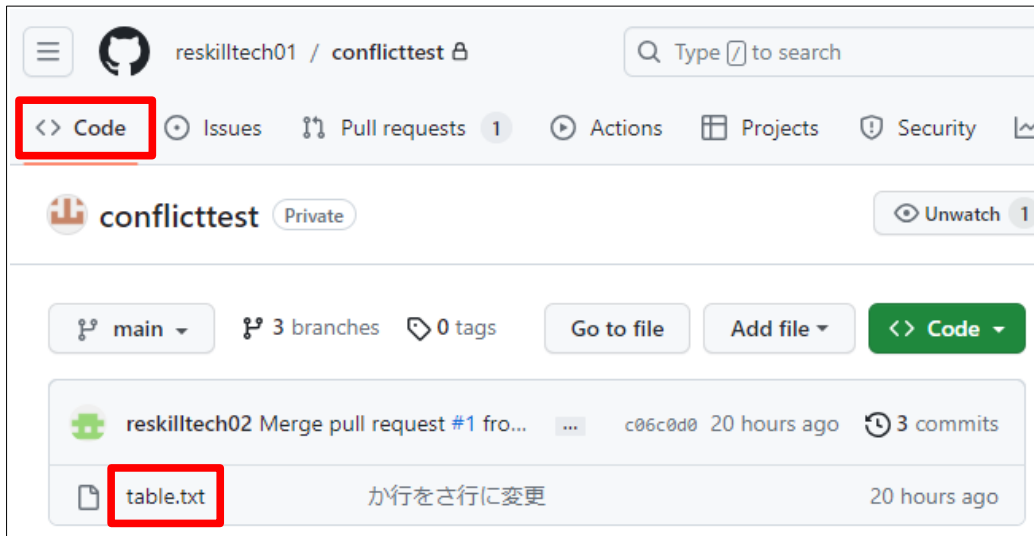 reskilltech01 / conflicttest Type / to search
<> Code Issues Pull requests 1 Actions Projects Security
conflicttest Private Unwatch 1
main 3 branches 0 tags Go to file Add file <> Code
reskilltech02 Merge pull request #1 fro... ... c06c0d0 20 hours ago 3 commits
table.txt か行をさ行に変更 20 hours ago